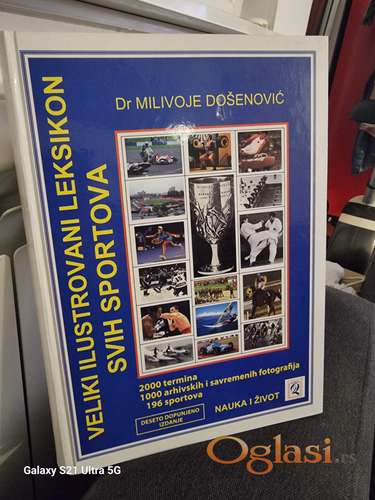 Dr MILIVOJE DOŠENOVIĆ
VELIKI ILUSTROVANI LEKSIKON
SVIH SPORTOVA
2000 termina
1000 arhivskih i savremenih fotografija
196 sportova
DESETO DOPUNJENO
IZDANJE
NAUKA I ŽIVOT
Galaxy S21 Ultra 5G
Oglasi.rs